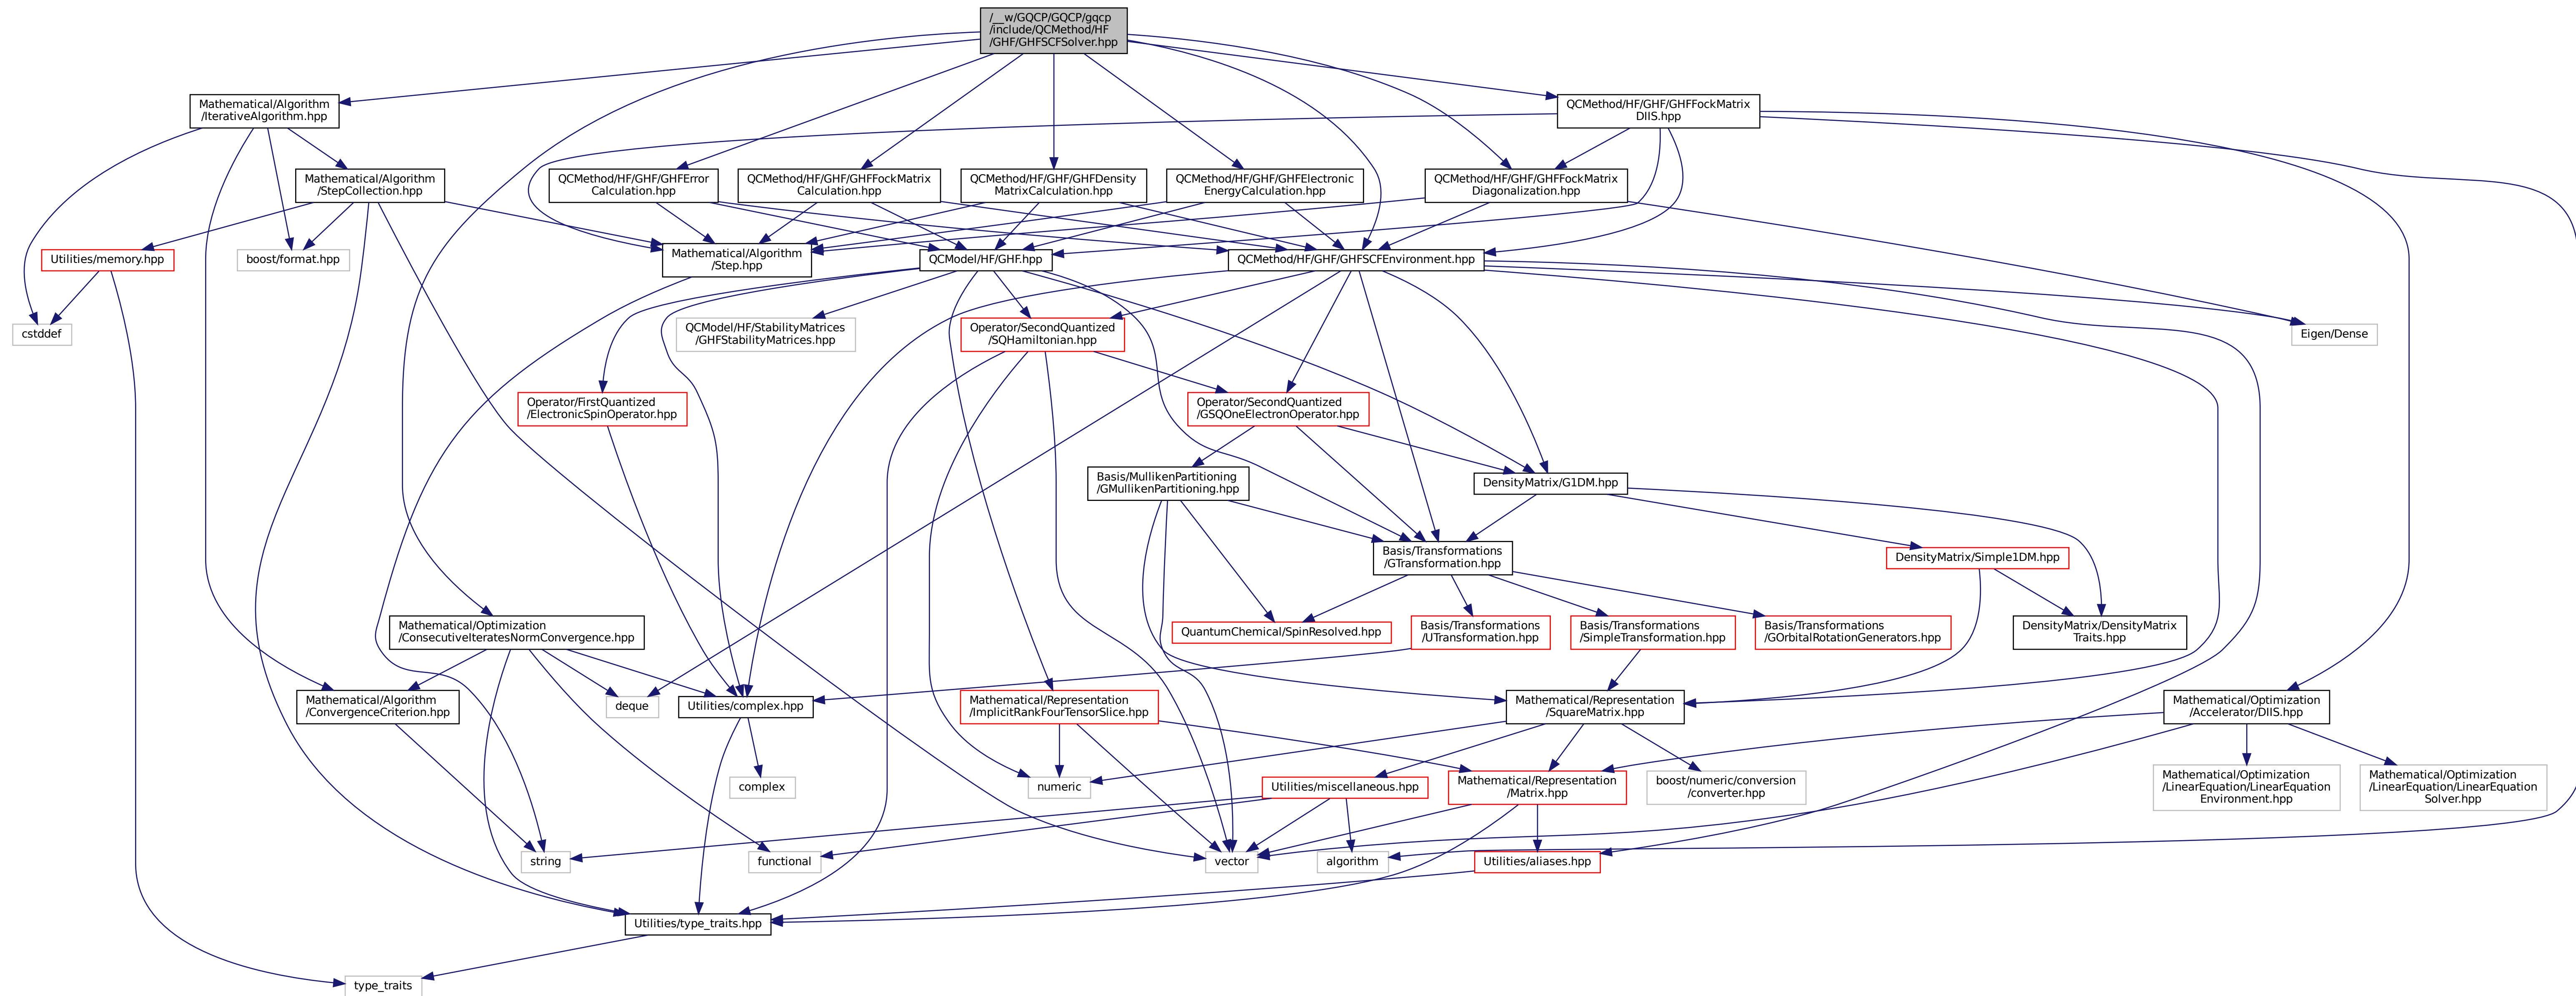 /__w/GQCP/GQCP/gqcp
/include/QCMethod/HF
/GHF/GHFSCFSolver.hpp
Mathematical/Algorithm
/IterativeAlgorithm.hpp
QCMethod/HF/GHF/GHFFockMatrix
DIIS.hpp
Mathematical/Algorithm
/StepCollection.hpp
QCMethod/HF/GHF/GHFError
Calculation.hpp
QCMethod/HF/GHF/GHFFockMatrix
Calculation.hpp
QCMethod/HF/GHF/GHFDensity
MatrixCalculation.hpp
QCMethod/HF/GHF/GHFElectronic
EnergyCalculation.hpp
QCMethod/HF/GHF/GHFFockMatrix
Diagonalization.hpp
Utilities/memory.hpp
boost/format.hpp
Mathematical/Algorithm
/Step.hpp
QCModel/HF/GHF.hpp
QCMethod/HF/GHF/GHFSCFEnvironment.hpp
cstddef
QCModel/HF/StabilityMatrices
/GHFStabilityMatrices.hpp
Operator/SecondQuantized
/SQHamiltonian.hpp
Eigen/Dense
Operator/FirstQuantized
/ElectronicSpinOperator.hpp
Operator/SecondQuantized
/GSQOneElectronOperator.hpp
Basis/MullikenPartitioning
/GMullikenPartitioning.hpp
DensityMatrix/G1DM.hpp
Basis/Transformations
/GTransformation.hpp
DensityMatrix/Simple1DM.hpp
Mathematical/Optimization
/ConsecutiveIteratesNormConvergence.hpp
QuantumChemical/SpinResolved.hpp
Basis/Transformations
/UTransformation.hpp
Basis/Transformations
/SimpleTransformation.hpp
Basis/Transformations
/GOrbitalRotationGenerators.hpp
DensityMatrix/DensityMatrix
Traits.hpp
Mathematical/Algorithm
/ConvergenceCriterion.hpp
deque
Utilities/complex.hpp
Mathematical/Representation
/ImplicitRankFourTensorSlice.hpp
Mathematical/Representation
/SquareMatrix.hpp
Mathematical/Optimization
/Accelerator/DIIS.hpp
complex
numeric
Utilities/miscellaneous.hpp
Mathematical/Representation
/Matrix.hpp
boost/numeric/conversion
/converter.hpp
Mathematical/Optimization
/LinearEquation/LinearEquation
Environment.hpp
Mathematical/Optimization
/LinearEquation/LinearEquation
Solver.hpp
string
functional
vector
algorithm
Utilities/aliases.hpp
Utilities/type_traits.hpp
type_traits